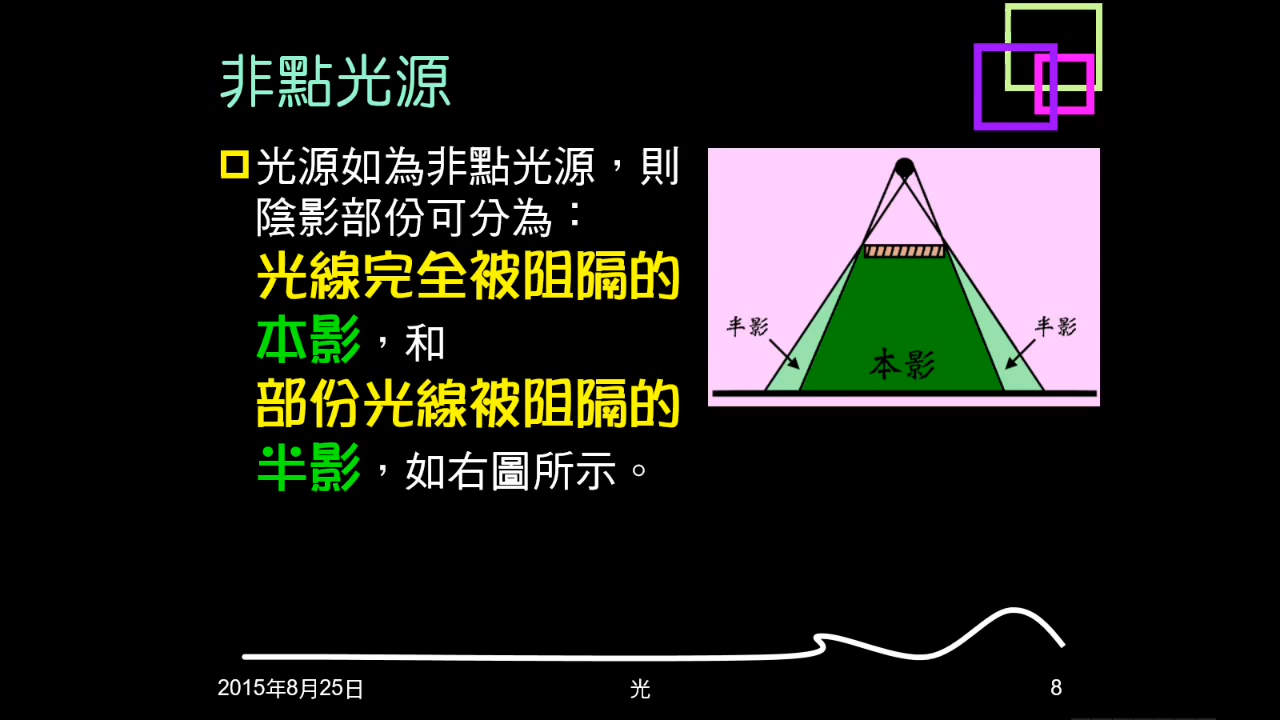 非點光源
光源如為非點光源，則
陰影部份可分為：
光線完全被阻隔的
本影，和
部份光線被阻隔的
半影，如右圖所示。
半影
半影
本影
2015年8月25日
光
8